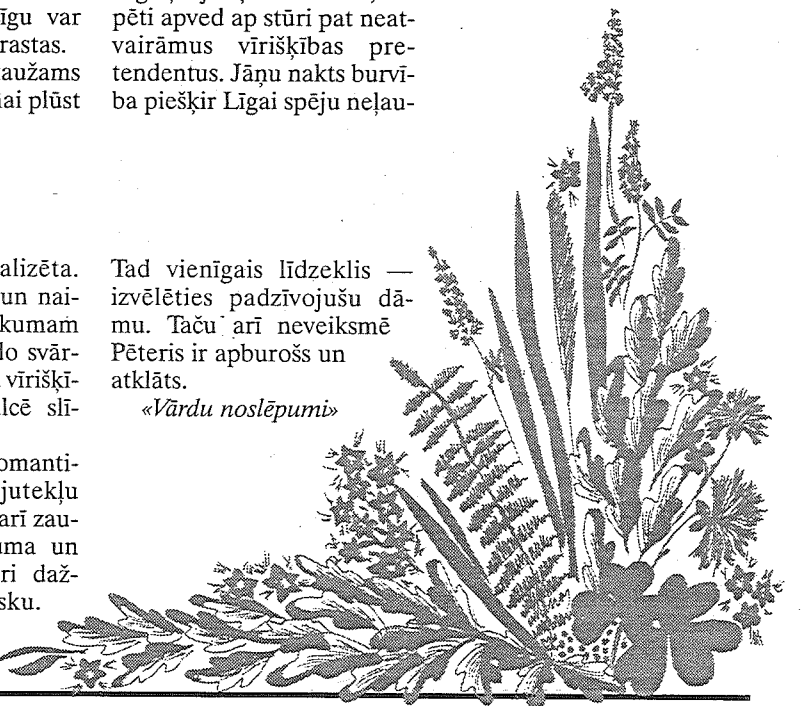 īgu var
rastas.
aužams
ai plūst
pēti apved ap stūri pat neat-
vairāmus vīrišķības pre-
tendentus. Jāņu nakts burvī-
ba piešķir Līgai spēju neļau-
alizēta.
un nai-
kumam
lo svār-
vīrišķī-
lcē slī-
omanti-
jutekļu
arī zau-
uma un
ri daž-
sku.
Tad vienīgais līdzeklis —
izvēlēties padzīvojušu dā-
mu. Taču arī neveiksmē
Pēteris ir apburošs un
atklāts.
«Vārdu noslēpumi»